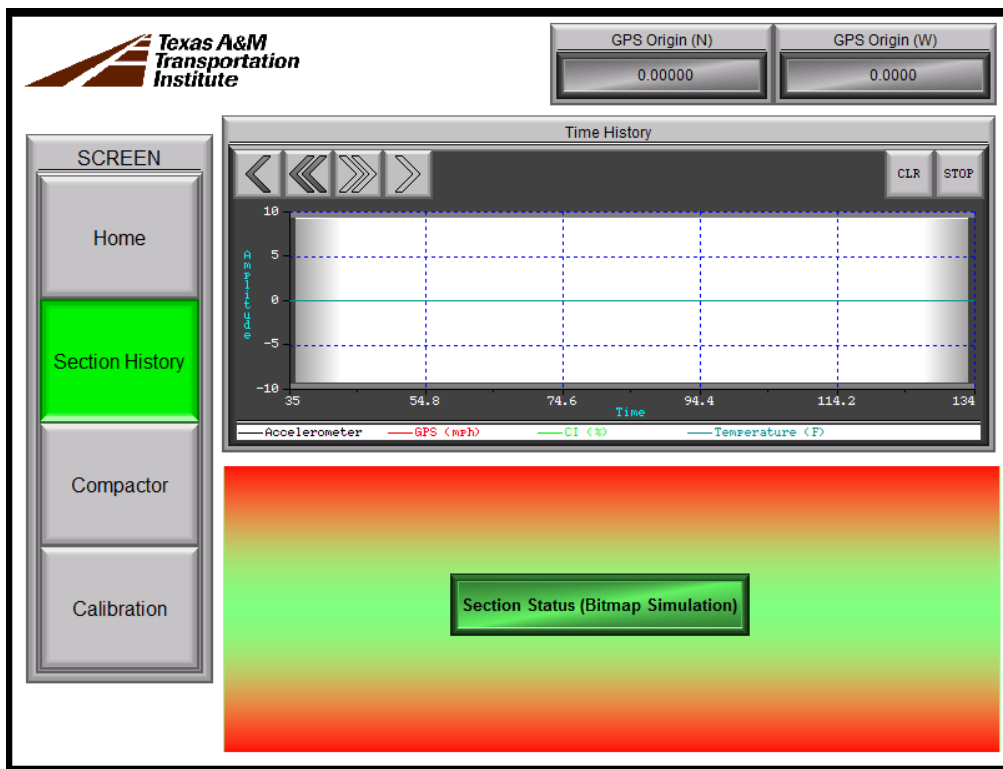 Texas A&M
Transportation
Institute
GPS Origin (N)
GPS Origin (W)
0.00000
0.0000
SCREEN
Home
Section History
Compactor
Calibration
Time History
CLR
STOP
10
5
0
-5
-10
Amplitude
35
54.8
74.6
94.4
114.2
134
Time
Accelerometer
GPS (mph)
CI (%)
Temperature (F)
Section Status (Bitmap Simulation)